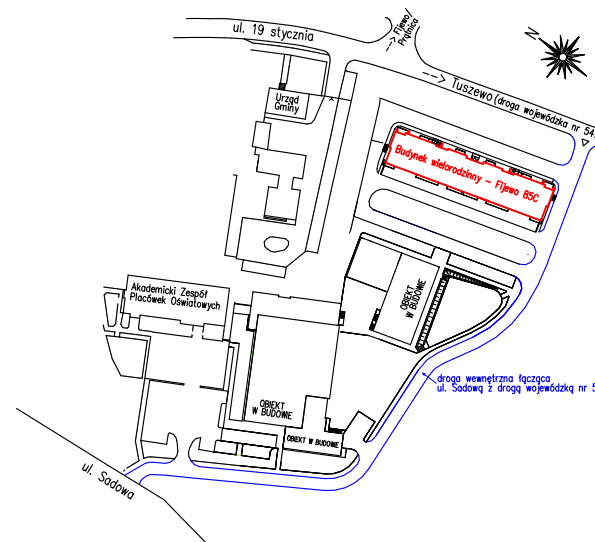 ul. 19 stycznia
Fijewo/
Prątnica
N
Tuszewo (droga wojewódzka nr 54
Urząd
Gminy
Budynek wielorodzinny – Fijewo 85C
Akademicki Zespół
Placówek Oświatowych
OBIEKT
W BUDOWIE
droga wewnętrzna łącząca
ul. Sadową z drogą wojewódzką nr 5
OBIEKT
W BUDOWIE
OBIEKT W BUDOWIE
ul. Sadowa